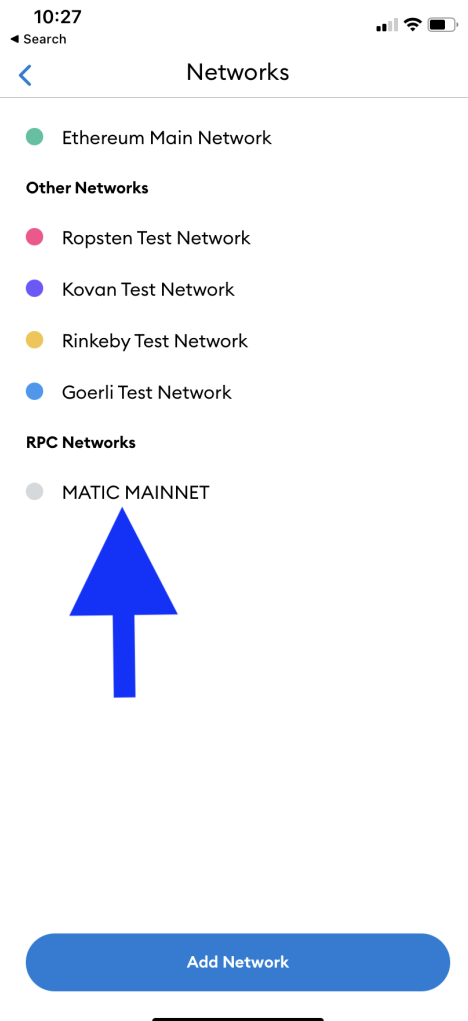 10:27
◀ Search
Networks
Ethereum Main Network
Other Networks
Ropsten Test Network
Kovan Test Network
Rinkeby Test Network
Goerli Test Network
RPC Networks
MATIC MAINNET
Add Network